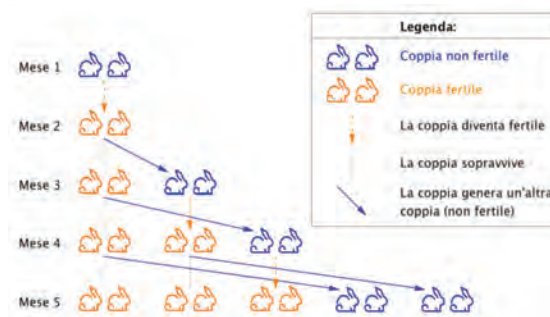 Legenda:
Coppia non fertile
Coppia fertile
La coppia diventa fertile
La coppia sopravvive
La coppia genera un'altra
coppia (non fertile)
Mese 1
Mese 2
Mese 3
Mese 4
Mese 5